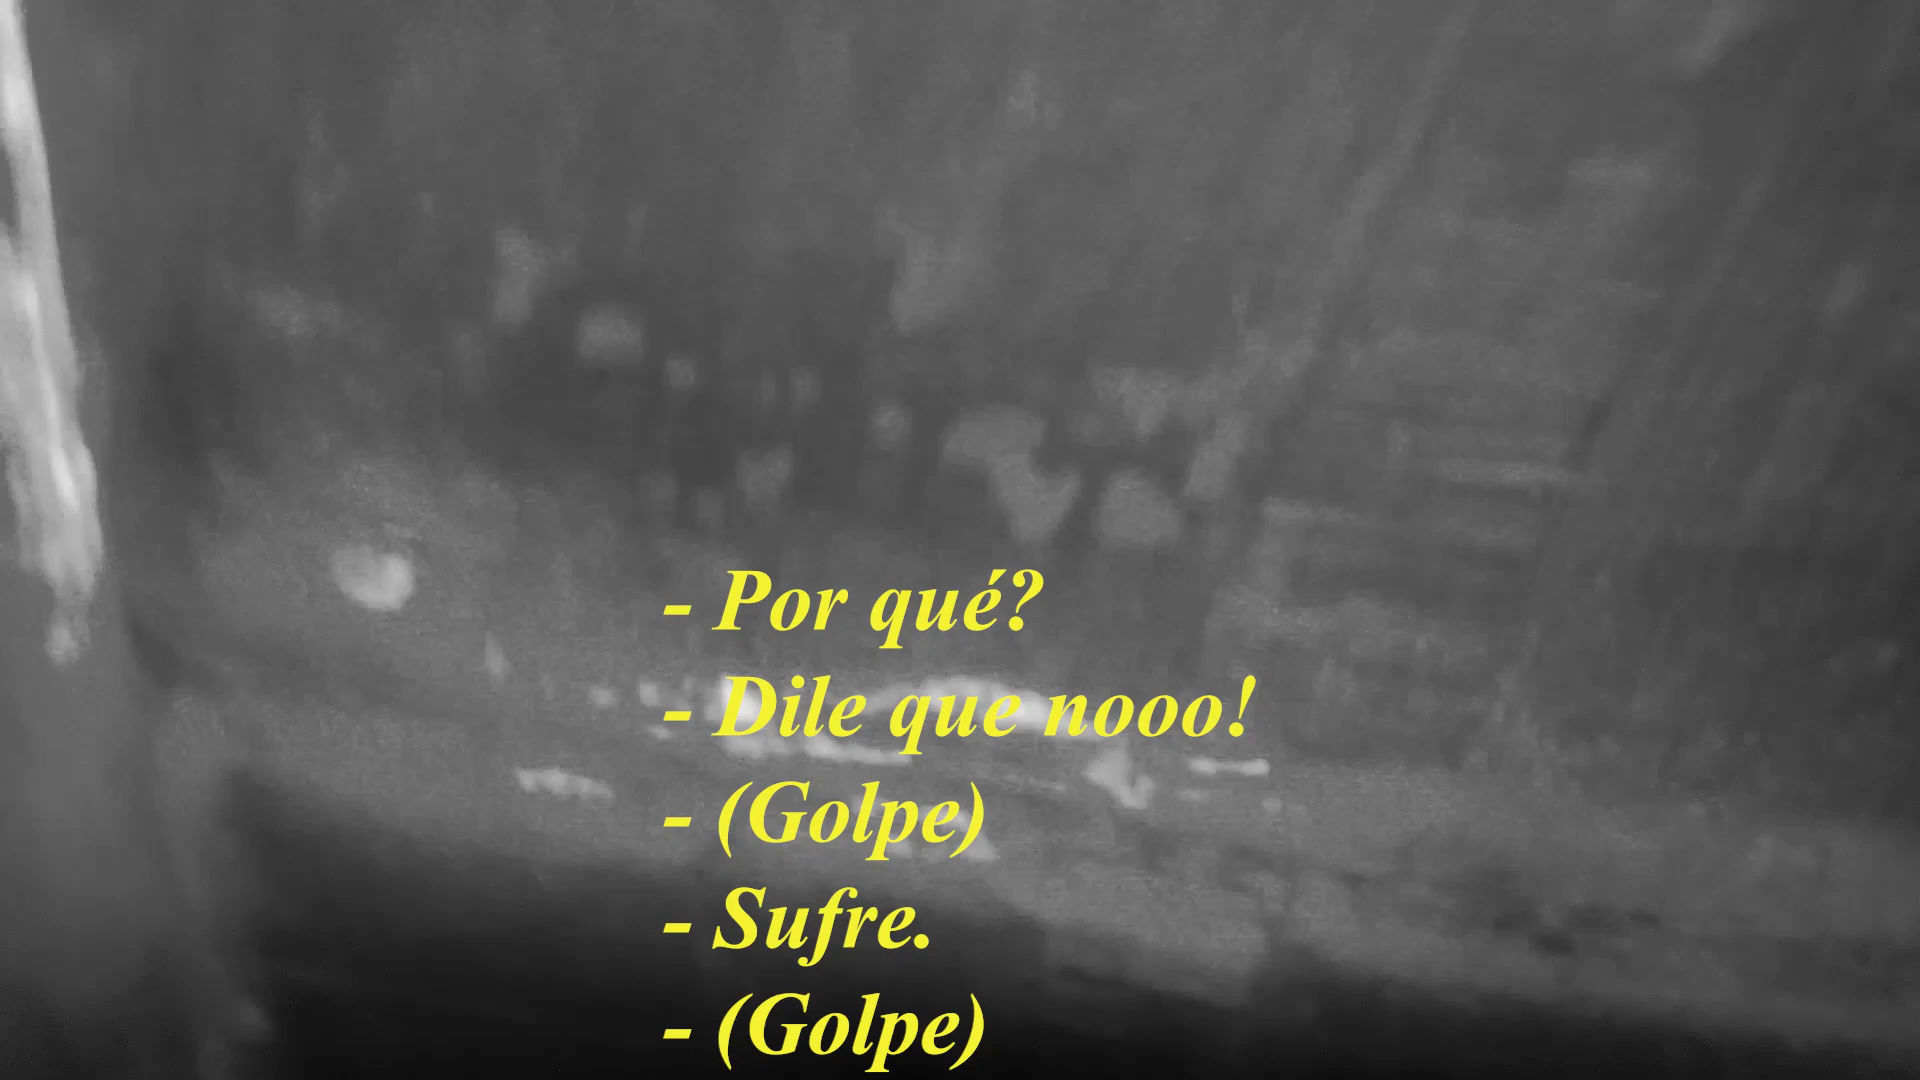 - Por qué?
- Dile que nooo!
- (Golpe)
- Sufre.
- (Golpe)